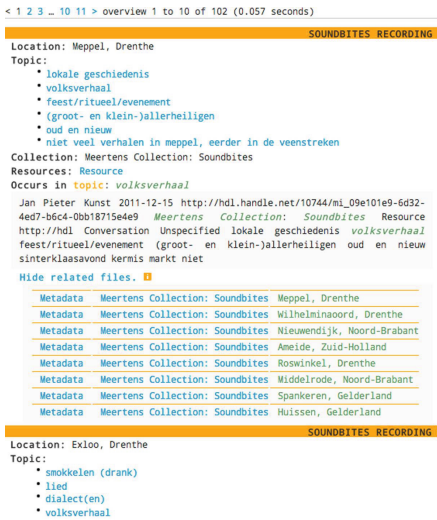 < 1 2 3 … 10 11 > overview 1 to 10 of 102 (0.057 seconds)
SOUNDBITES RECORDING
Location: Meppel, Drenthe
Topic:
• lokale geschiedenis
• volksverhaal
• feest/ritueel/evenement
• (groot- en klein-)allerheiligen
• oud en nieuw
• niet veel verhalen in meppel, eerder in de veenstreken
Collection: Meertens Collection: Soundbites
Resources: Resource
Occurs in topic: volksverhaal
Jan Pieter Kunst 2011-12-15 http://hdl.handle.net/10744/mi_09e101e9-6d32-
4ed7-b6c4-0bb18715e4e9 Meertens Collection: Soundbites Resource
http://hdl Conversation Unspecified lokale geschiedenis volksverhaal
feest/ritueel/evenement (groot- en klein-)allerheiligen oud en nieuw
sinterklaasavond kermis markt niet
Hide related files. i
Metadata Meertens Collection: Soundbites Meppel, Drenthe
Metadata Meertens Collection: Soundbites Wilhelminaoord, Drenthe
Metadata Meertens Collection: Soundbites Nieuwendijk, Noord-Brabant
Metadata Meertens Collection: Soundbites Ameide, Zuid-Holland
Metadata Meertens Collection: Soundbites Roswinkel, Drenthe
Metadata Meertens Collection: Soundbites Middelrode, Noord-Brabant
Metadata Meertens Collection: Soundbites Spankeren, Gelderland
Metadata Meertens Collection: Soundbites Huissen, Gelderland
SOUNDBITES RECORDING
Location: Exloo, Drenthe
Topic:
• smokkelen (drank)
• lied
• dialect(en)
• volksverhaal